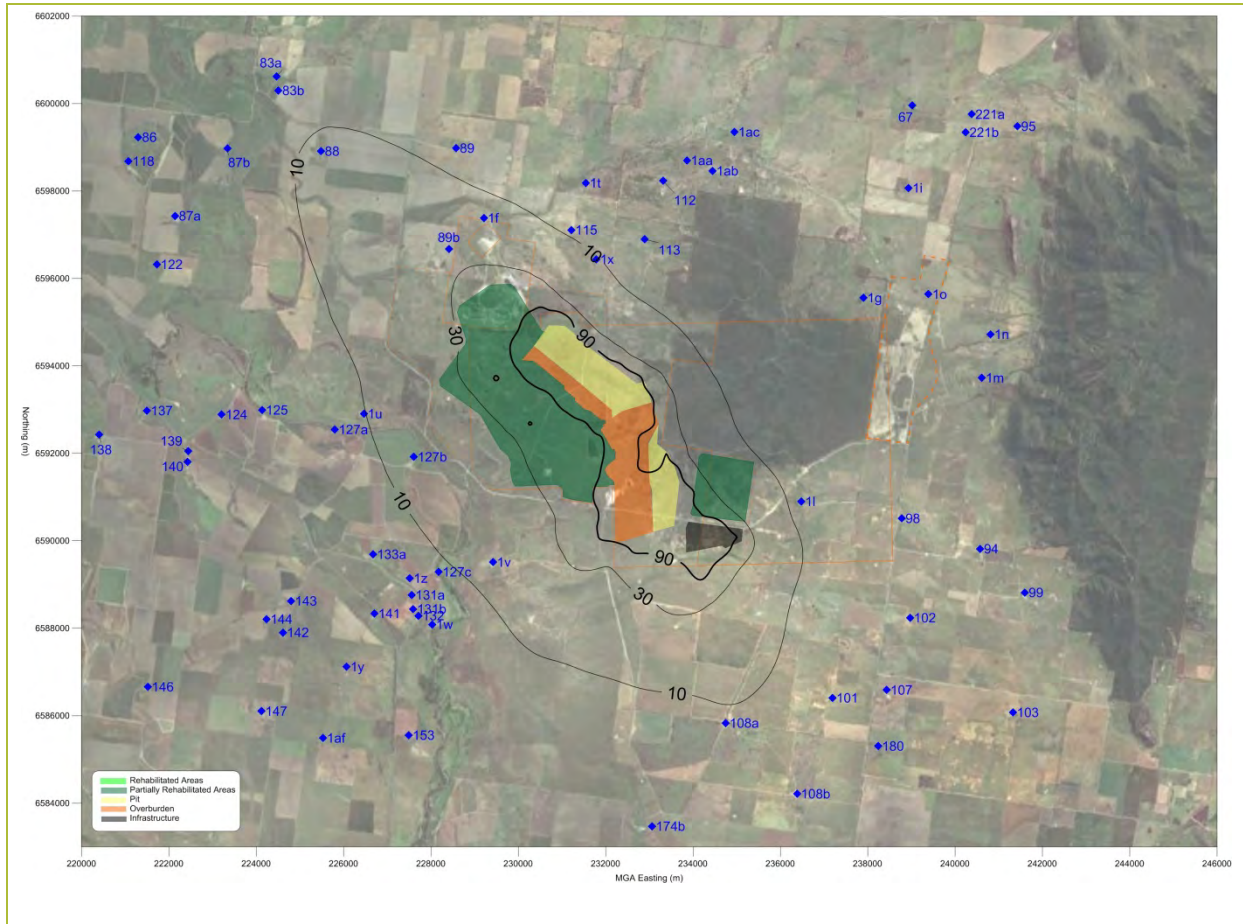 6602000
83a
83b
6600000
67
221a
95
221b
1ac
86
118
87b
88
89
1aa
1ab
112
1t
1i
6598000
87a
1f
115
113
10
10
89b
1x
122
6596000
1g
1o
30
90
1n
6594000
1m
137
124
125
1u
127a
138
139
140
127b
6592000
Northing (m)
1l
10
98
6590000
133a
1v
90
94
127c
1z
131a
30
99
143
131b
144
141
132
102
1w
142
6588000
1y
146
10
107
101
147
103
6586000
108a
1af
153
180
108b
6584000
174b
Rehabilitated Areas
Partially Rehabilitated Areas
Pit
Overburden
Infrastructure
220000 222000 224000 226000 228000 230000 232000 234000 236000 238000 240000 242000 244000 246000
MGA Easting (m)